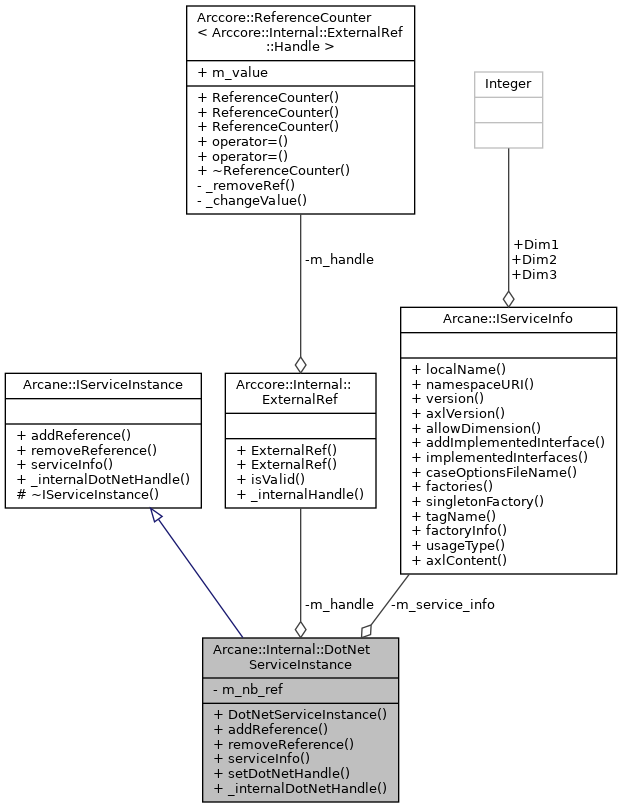 Arccore::ReferenceCounter
< Arccore::Internal::ExternalRef
::Handle >
+ m_value
+ ReferenceCounter()
+ ReferenceCounter()
+ ReferenceCounter()
+ operator=()
+ operator=()
+ ~ReferenceCounter()
- _removeRef()
- _changeValue()
Integer
-m_handle
+Dim1
+Dim2
+Dim3
Arcane::IServiceInstance
+ addReference()
+ removeReference()
+ serviceInfo()
+ _internalDotNetHandle()
# ~IServiceInstance()
Arccore::Internal::
ExternalRef
+ ExternalRef()
+ ExternalRef()
+ isValid()
+ _internalHandle()
Arcane::IServiceInfo
+ localName()
+ namespaceURI()
+ version()
+ axlVersion()
+ allowDimension()
+ addImplementedInterface()
+ implementedInterfaces()
+ caseOptionsFileName()
+ factories()
+ singletonFactory()
+ tagName()
+ factoryInfo()
+ usageType()
+ axlContent()
-m_handle
-m_service_info
Arcane::Internal::DotNet
ServiceInstance
- m_nb_ref
+ DotNetServiceInstance()
+ addReference()
+ removeReference()
+ serviceInfo()
+ setDotNetHandle()
+ _internalDotNetHandle()